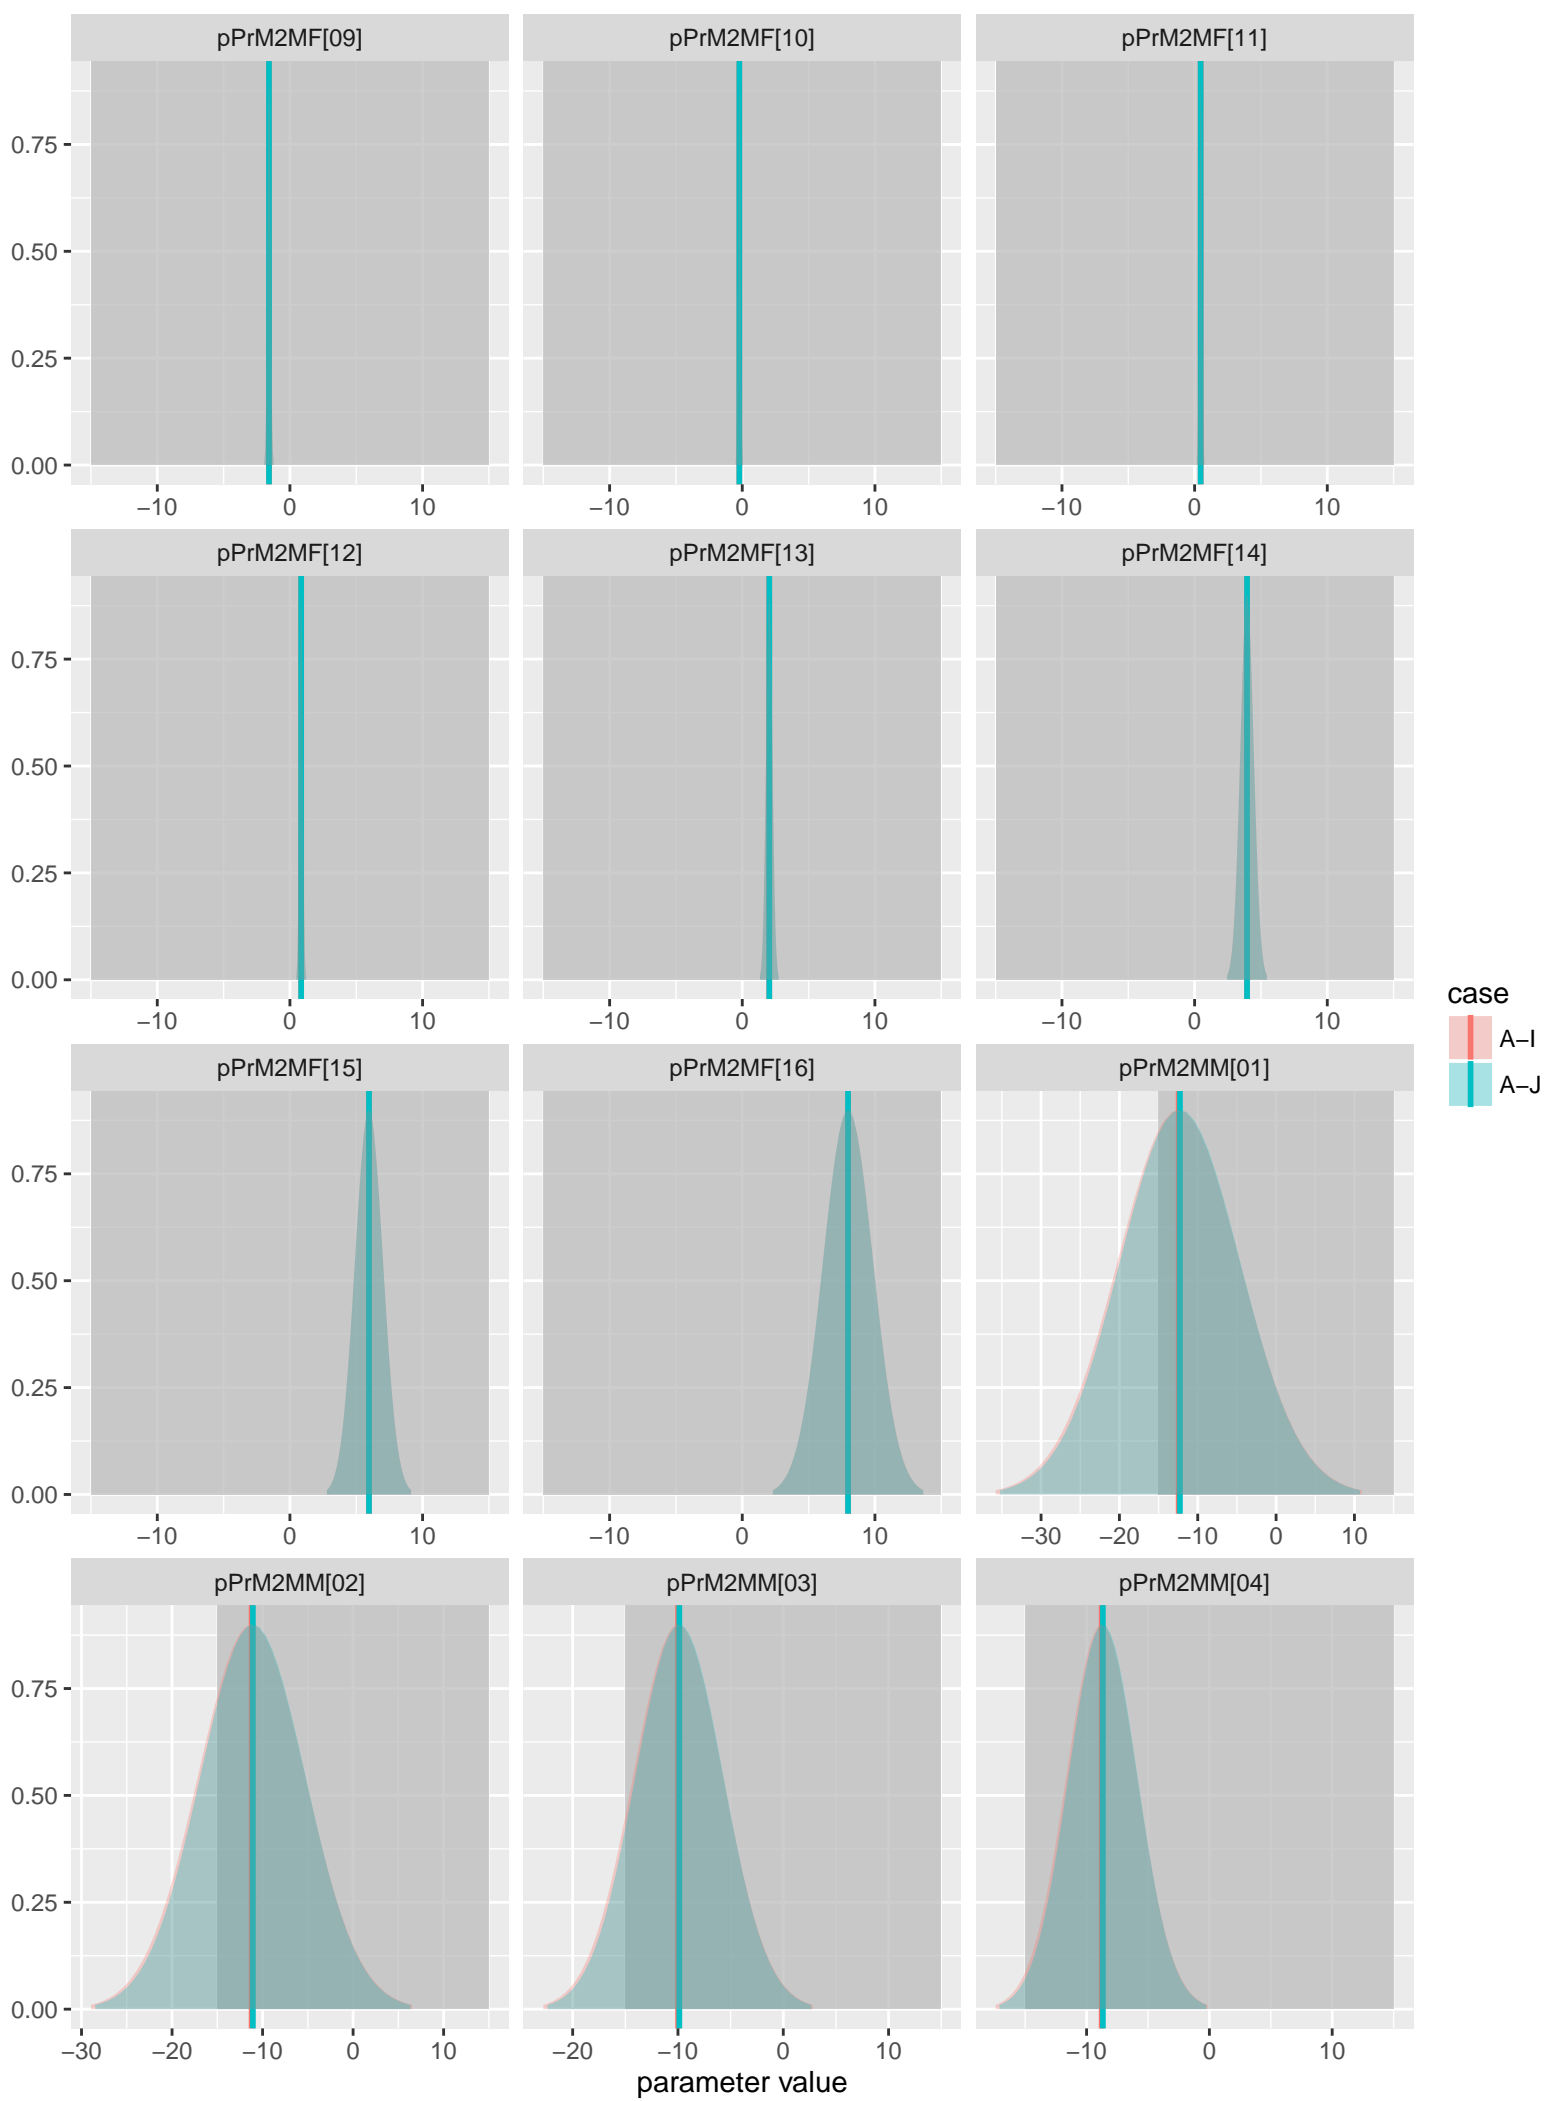 pPrM2MF[09] pPrM2MF[10] pPrM2MF[11]
0.75
0.50
0.25
0.00
−10 0 10 −10 0 10 −10 0 10
pPrM2MF[12] pPrM2MF[13] pPrM2MF[14]
0.75
0.50
0.25
0.00
−10 0 10 −10 0 10 −10 0 10
case
A−I
A−J
pPrM2MF[15] pPrM2MF[16] pPrM2MM[01]
0.75
0.50
0.25
0.00
−10 0 10 −10 0 10 −30 −20 −10 0 10
pPrM2MM[02] pPrM2MM[03] pPrM2MM[04]
0.75
0.50
0.25
0.00
−30 −20 −10 0 10 −20 −10 0 10 −10 0 10
parameter value